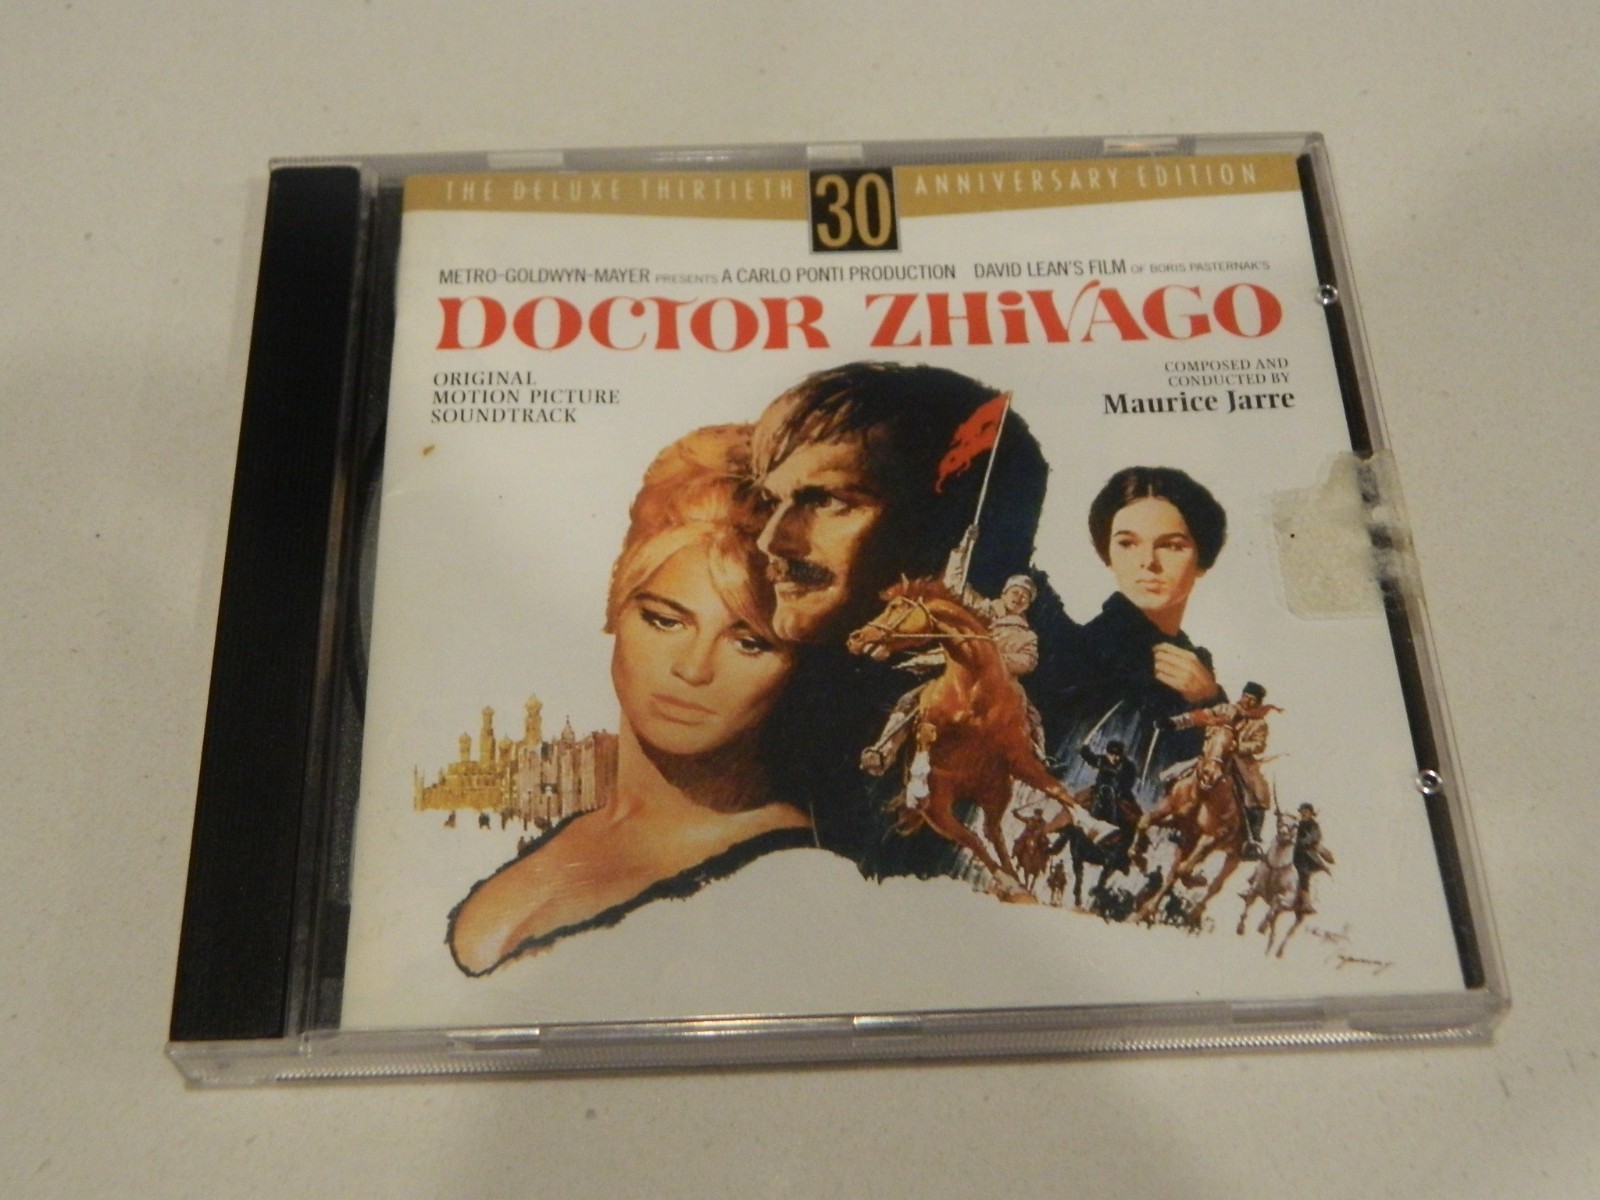 THE DELUXE THIRTIETH 30 ANNIVERSARY EDITION
METRO-GOLDWYN-MAYER PRESENTS A CARLO PONTI PRODUCTION DAVID LEAN'S FILM OF BORIS PASTERNAK'S
DOCTOR ZHiVAGO
ORIGINAL
MOTION PICTURE
SOUNDTRACK
COMPOSED AND
CONDUCTED BY
Maurice Jarre